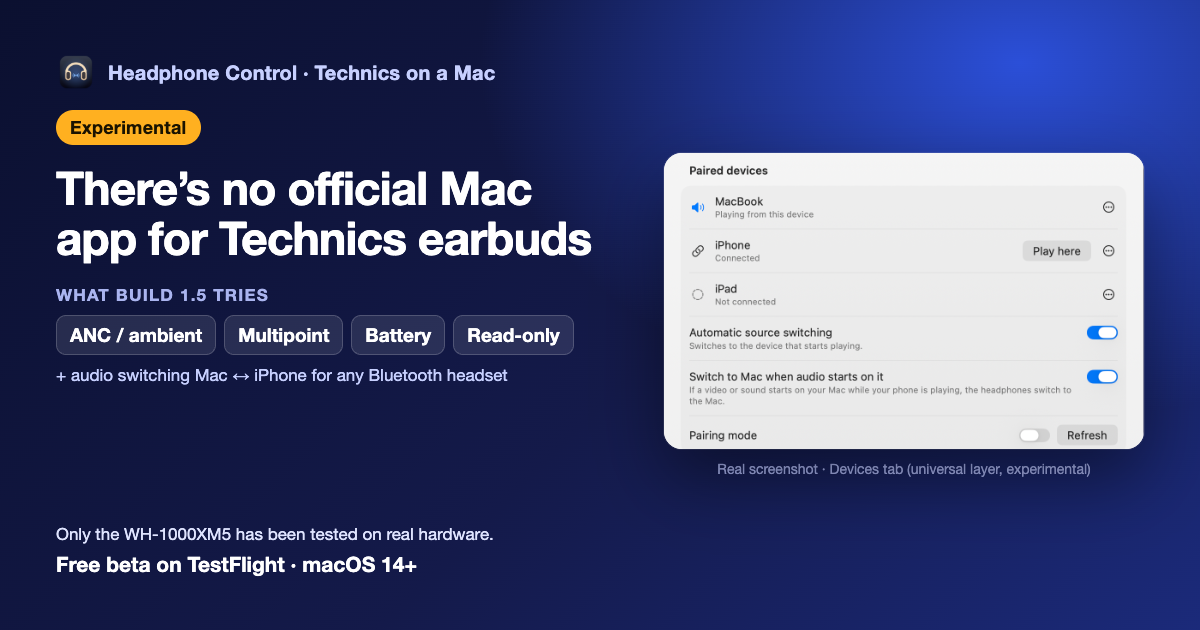 Headphone Control · Technics on a Mac
Experimental
There’s no official Mac
app for Technics earbuds
WHAT BUILD 1.5 TRIES
ANC / ambient
Multipoint
Battery
Read-only
+ audio switching Mac ↔ iPhone for any Bluetooth headset
Only the WH-1000XM5 has been tested on real hardware.
Free beta on TestFlight · macOS 14+
Paired devices
MacBook
Playing from this device
iPhone
Connected
Play here
iPad
Not connected
Automatic source switching
Switches to the device that starts playing.
Switch to Mac when audio starts on it
If a video or sound starts on your Mac while your phone is playing, the headphones switch to
the Mac.
Pairing mode
Refresh
Real screenshot · Devices tab (universal layer, experimental)